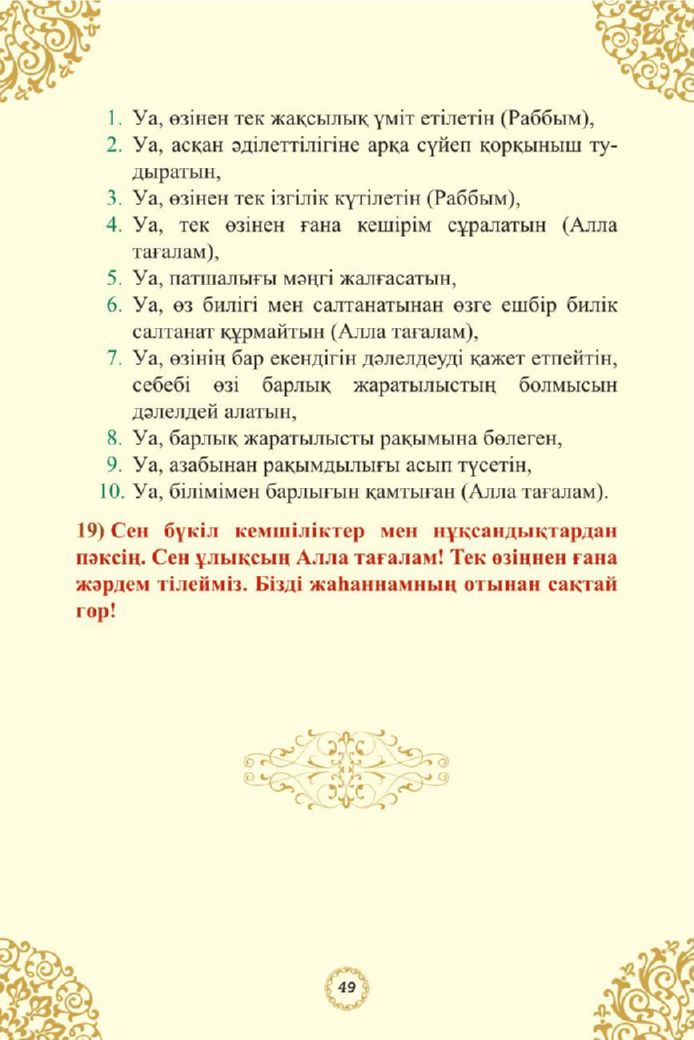 1. Уа, өзінен тек жақсылық үміт етілетін (Раббым),
2. Уа, асқан әділеттілігіне арқа сүйеп қорқыныш ту-
дыратын,
3. Уа, өзінен тек ізгілік күтілетін (Раббым),
4. Уа, тек өзінен ғана кешірім сұралатын (Алла
тағалам),
5. Уа, патшалығы мәңгі жалғасатын,
6. Уа, өз билігі мен салтанатынан өзге ешбір билік
салтанат құрмайтын (Алла тағалам),
7. Уа, өзінің бар екендігін дәлелдеуді қажет етпейтін,
себебі өзі барлық жаратылыстың болмысын
дәлелдей алатын,
8. Уа, барлық жаратылысты рақымына бөлеген,
9. Уа, азабынан рақымдылығы асып түсетін,
10. Уа, білімімен барлығын қамтыған (Алла тағалам).
19) Сен бүкіл кемшіліктер мен нұқсандықтардан
пәксің. Сен ұлықсың Алла тағалам! Тек өзіңнен ғана
жәрдем тілейміз. Бізді жаһаннамның отынан сақтай
гөр!
49